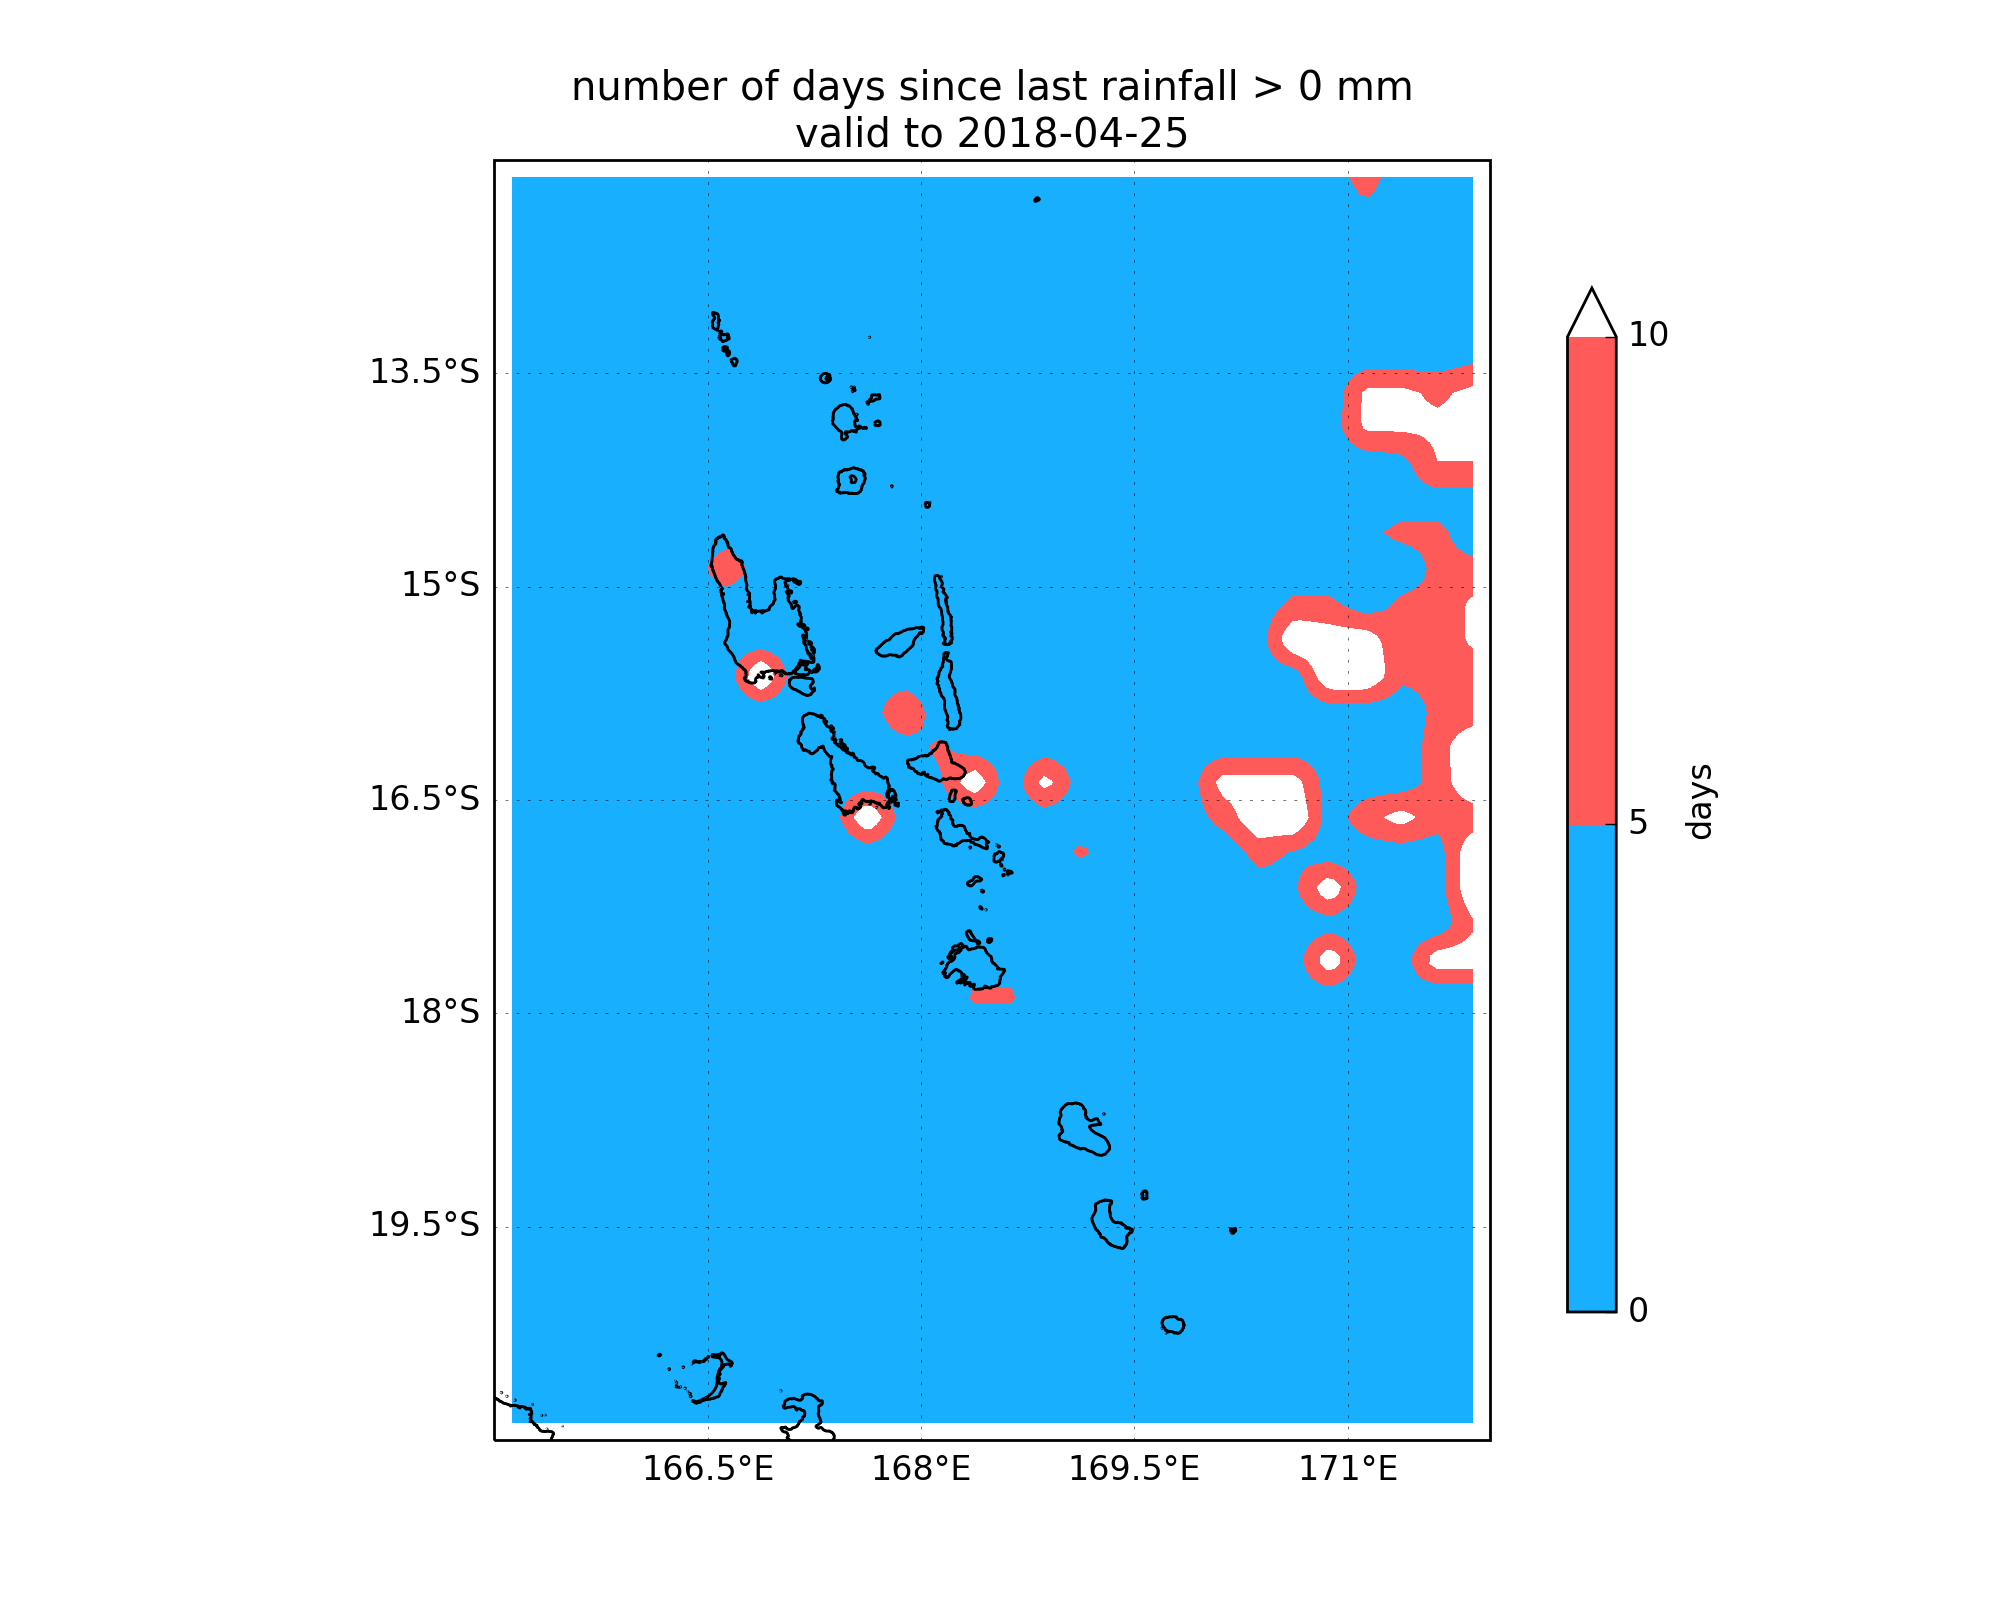 number of days since last rainfall > 0 mm
valid to 2018-04-25
13.5°S
15°S
16.5°S
18°S
19.5°S
166.5°E
168°E
169.5°E
171°E
10
5
0
days